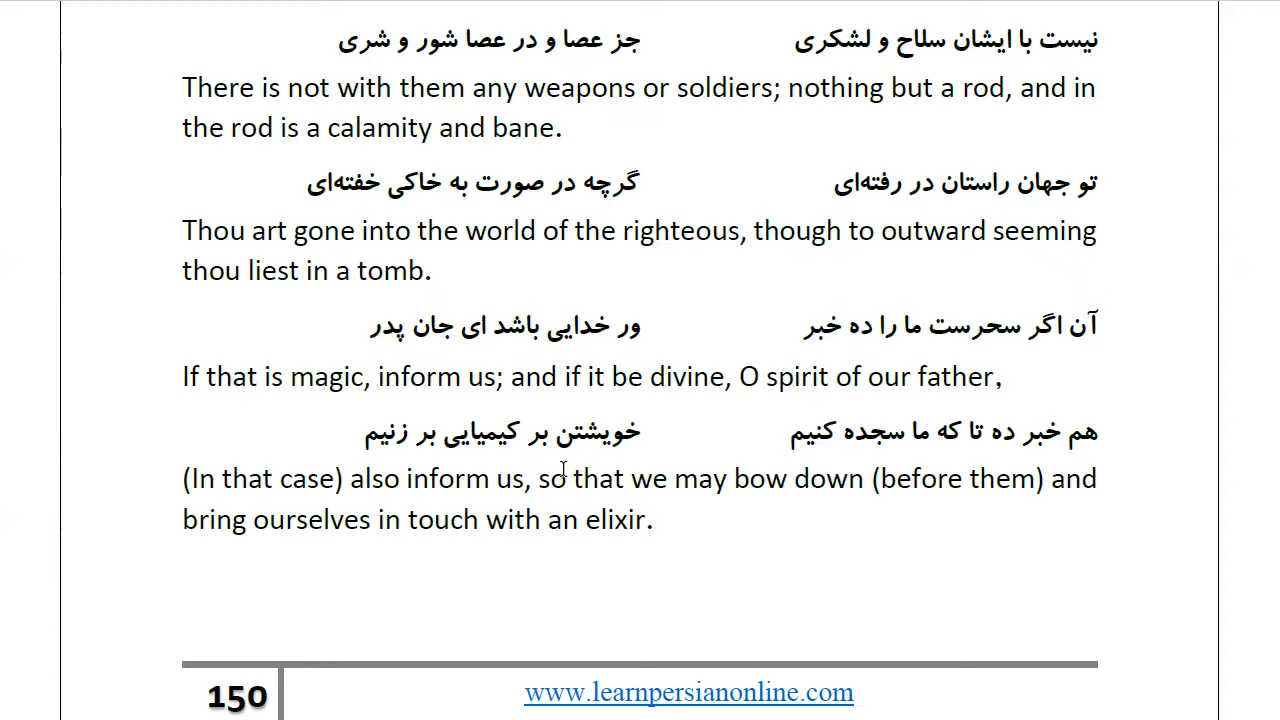 نیست با ایشان سلاح و لشکری جز عصا و در عصا شور و شری
There is not with them any weapons or soldiers; nothing but a rod, and in
the rod is a calamity and bane.
تو جهان راستان در رفته‌ای گرچه در صورت به خاکی خفته‌ای
Thou art gone into the world of the righteous, though to outward seeming
thou liest in a tomb.
آن اگر سحرست ما را ده خبر ور خدایی باشد ای جان پدر
If that is magic, inform us; and if it be divine, O spirit of our father,
هم خبر ده تا که ما سجده کنیم خویشتن بر کیمیایی بر زنیم
(In that case) also inform us, so that we may bow down (before them) and
bring ourselves in touch with an elixir.
150 www.learnpersianonline.com